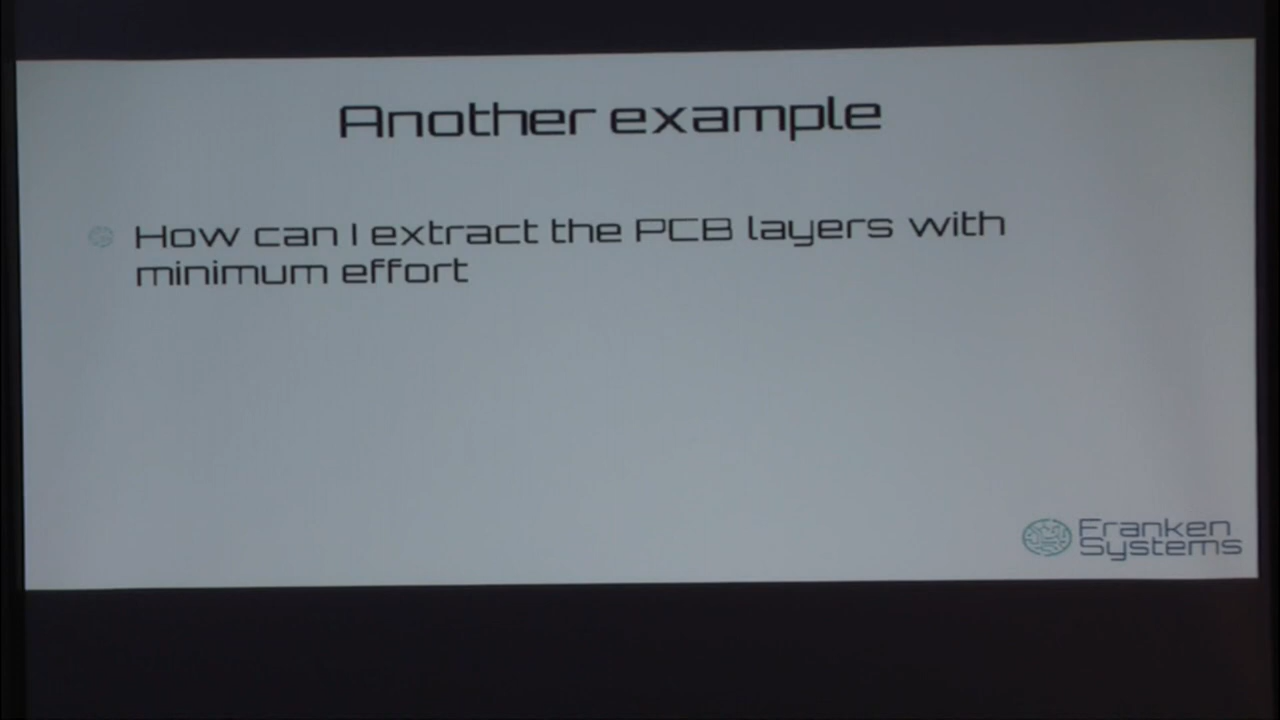 Another example
How can I extract the PCB layers with
minimum effort
Franken
Systems